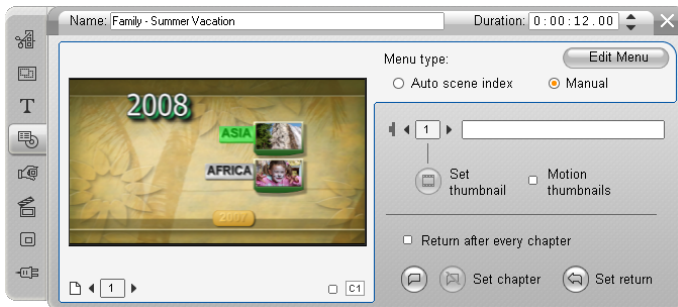 Name: Family - Summer Vacation
Duration: 0:00:12.00
Menu type:
Edit Menu
Auto scene index
Manual
2008
ASIA
AFRICA
2007
T
1
Set thumbnail
Motion thumbnails
Return after every chapter
1
C1
Set chapter
Set return